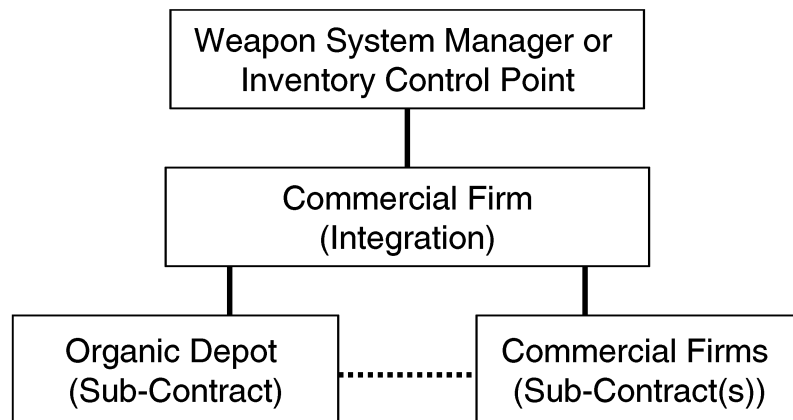 Weapon System Manager or
Inventory Control Point
Commercial Firm
(Integration)
Organic Depot
(Sub-Contract)
Commercial Firms
(Sub-Contract(s))